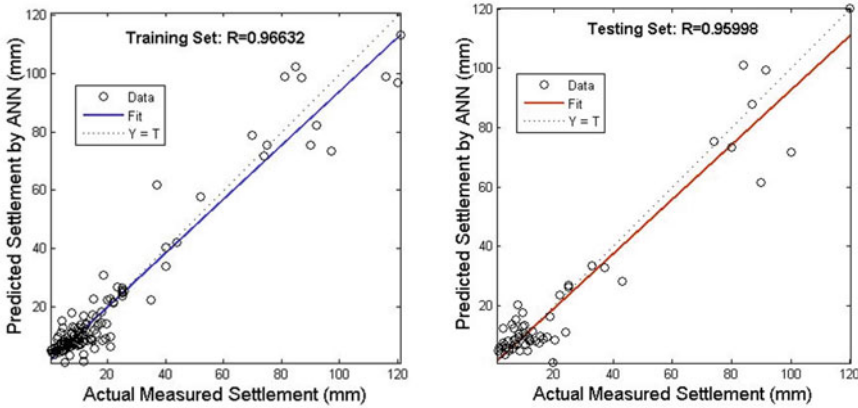 Training Set: R=0.96632
Data
Fit
Y = T
Predicted Settlement by ANN (mm)
120
100
80
60
40
20
20 40 60 80 100 120
Actual Measured Settlement (mm)
Testing Set: R=0.95998
Data
Fit
Y = T
Predicted Settlement by ANN (mm)
120
100
80
60
40
20
20 40 60 80 100 120
Actual Measured Settlement (mm)